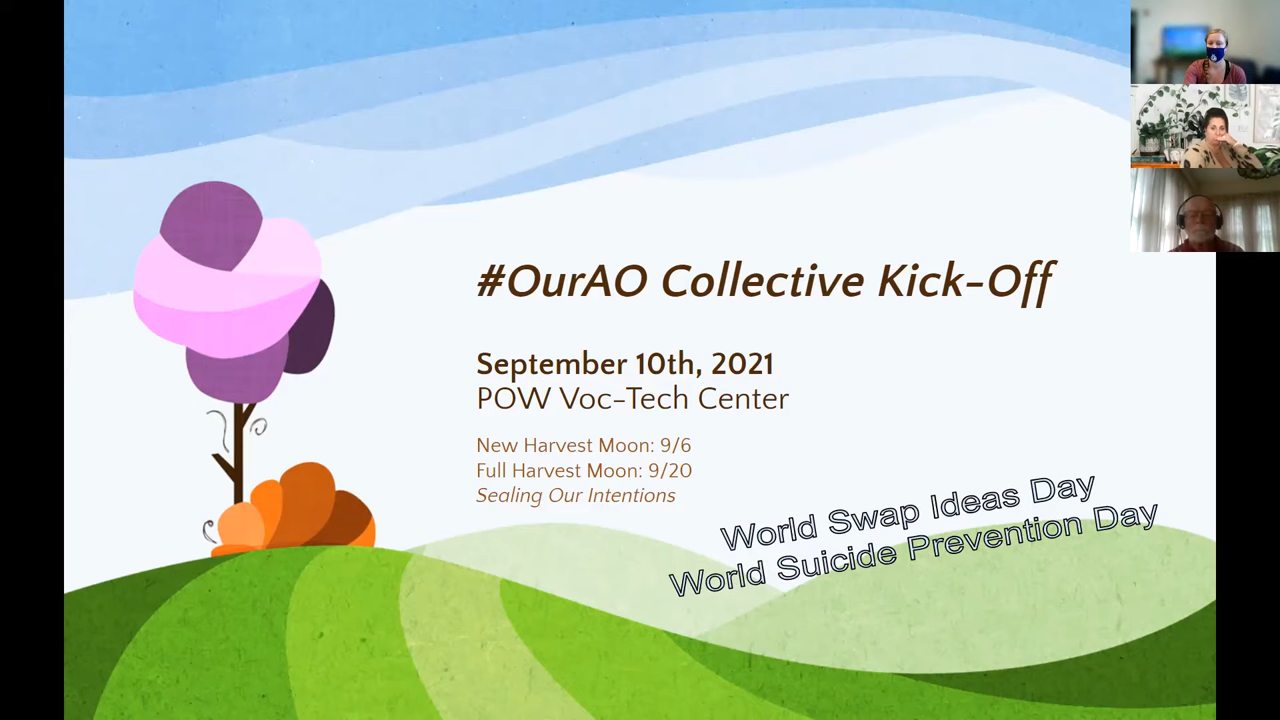 #OurAO Collective Kick-Off
September 10th, 2021
POW Voc-Tech Center
New Harvest Moon: 9/6
Full Harvest Moon: 9/20
Sealing Our Intentions
World Swap Ideas Day
World Suicide Prevention Day